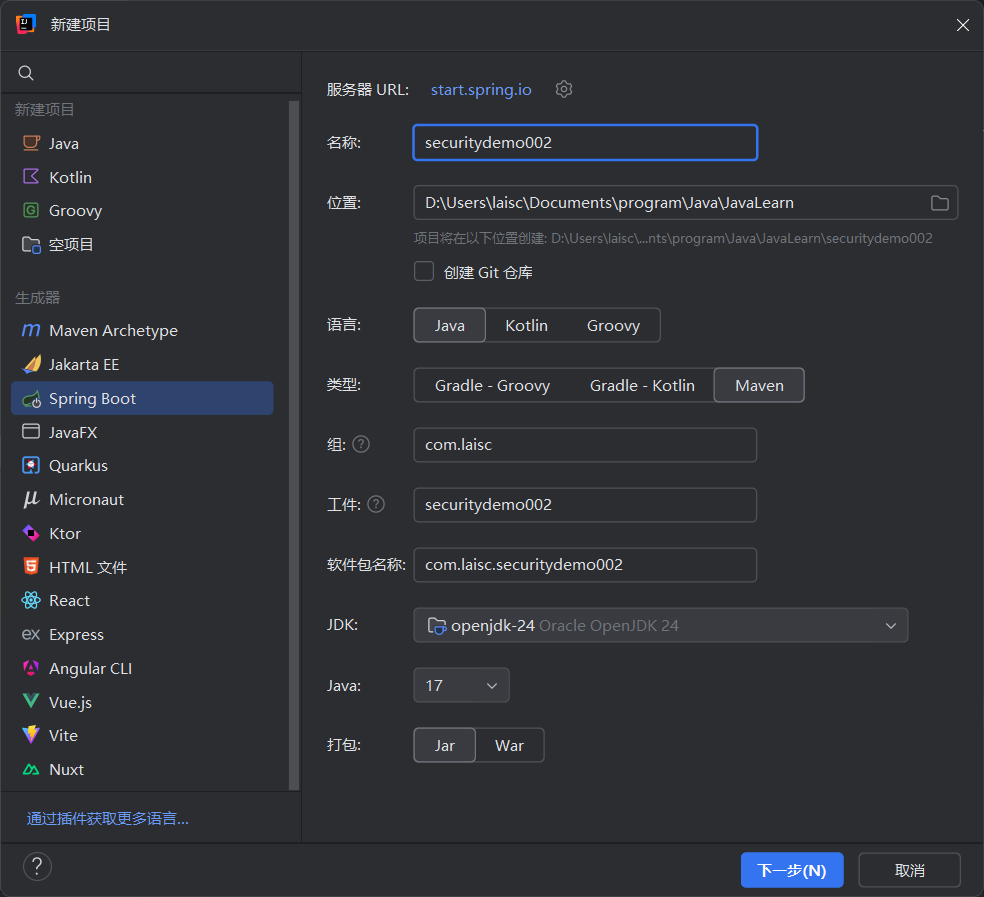 新建项目
新建项目
Java
Kotlin
Groovy
空项目
生成器
Maven Archetype
Jakarta EE
Spring Boot
JavaFX
Quarkus
Micronaut
Ktor
HTML 文件
React
Express
Angular CLI
Vue.js
Vite
Nuxt
通过插件获取更多语言...
服务器 URL: start.spring.io
名称: securitydemo002
位置: D:\Users\laisc\Documents\program\Java\JavaLearn
项目将在以下位置创建: D:\Users\laisc\...nts\program\Java\JavaLearn\securitydemo002
创建 Git 仓库
语言: Java Kotlin Groovy
类型: Gradle - Groovy Gradle - Kotlin Maven
组: ? com.laisc
工件: ? securitydemo002
软件包名称: com.laisc.securitydemo002
JDK: openjdk-24 Oracle OpenJDK 24
Java: 17
打包: Jar War
? 下一步(N) 取消